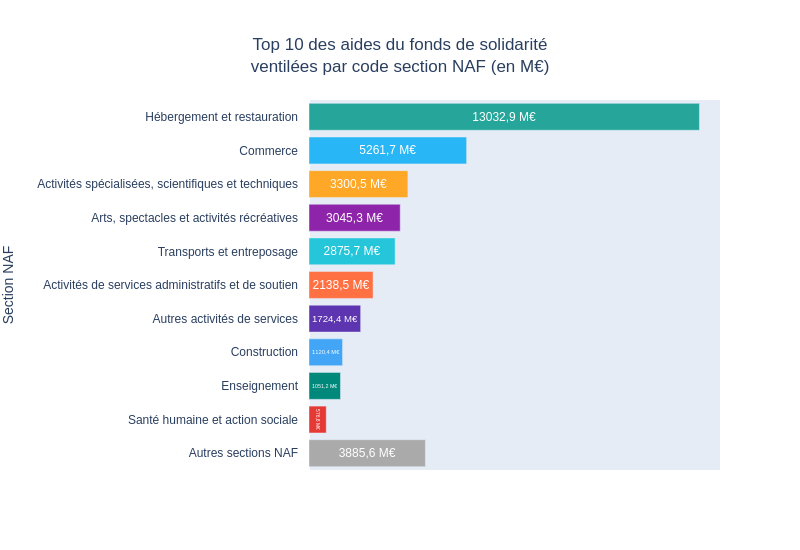 Top 10 des aides du fonds de solidarité
ventilées par code section NAF (en M€)
Section NAF
Hébergement et restauration 13032,9 M€
Commerce 5261,7 M€
Activités spécialisées, scientifiques et techniques 3300,5 M€
Arts, spectacles et activités récréatives 3045,3 M€
Transports et entreposage 2875,7 M€
Activités de services administratifs et de soutien 2138,5 M€
Autres activités de services 1724,4 M€
Construction 1120,4 M€
Enseignement 1051,2 M€
Santé humaine et action sociale M€
Autres sections NAF 3885,6 M€